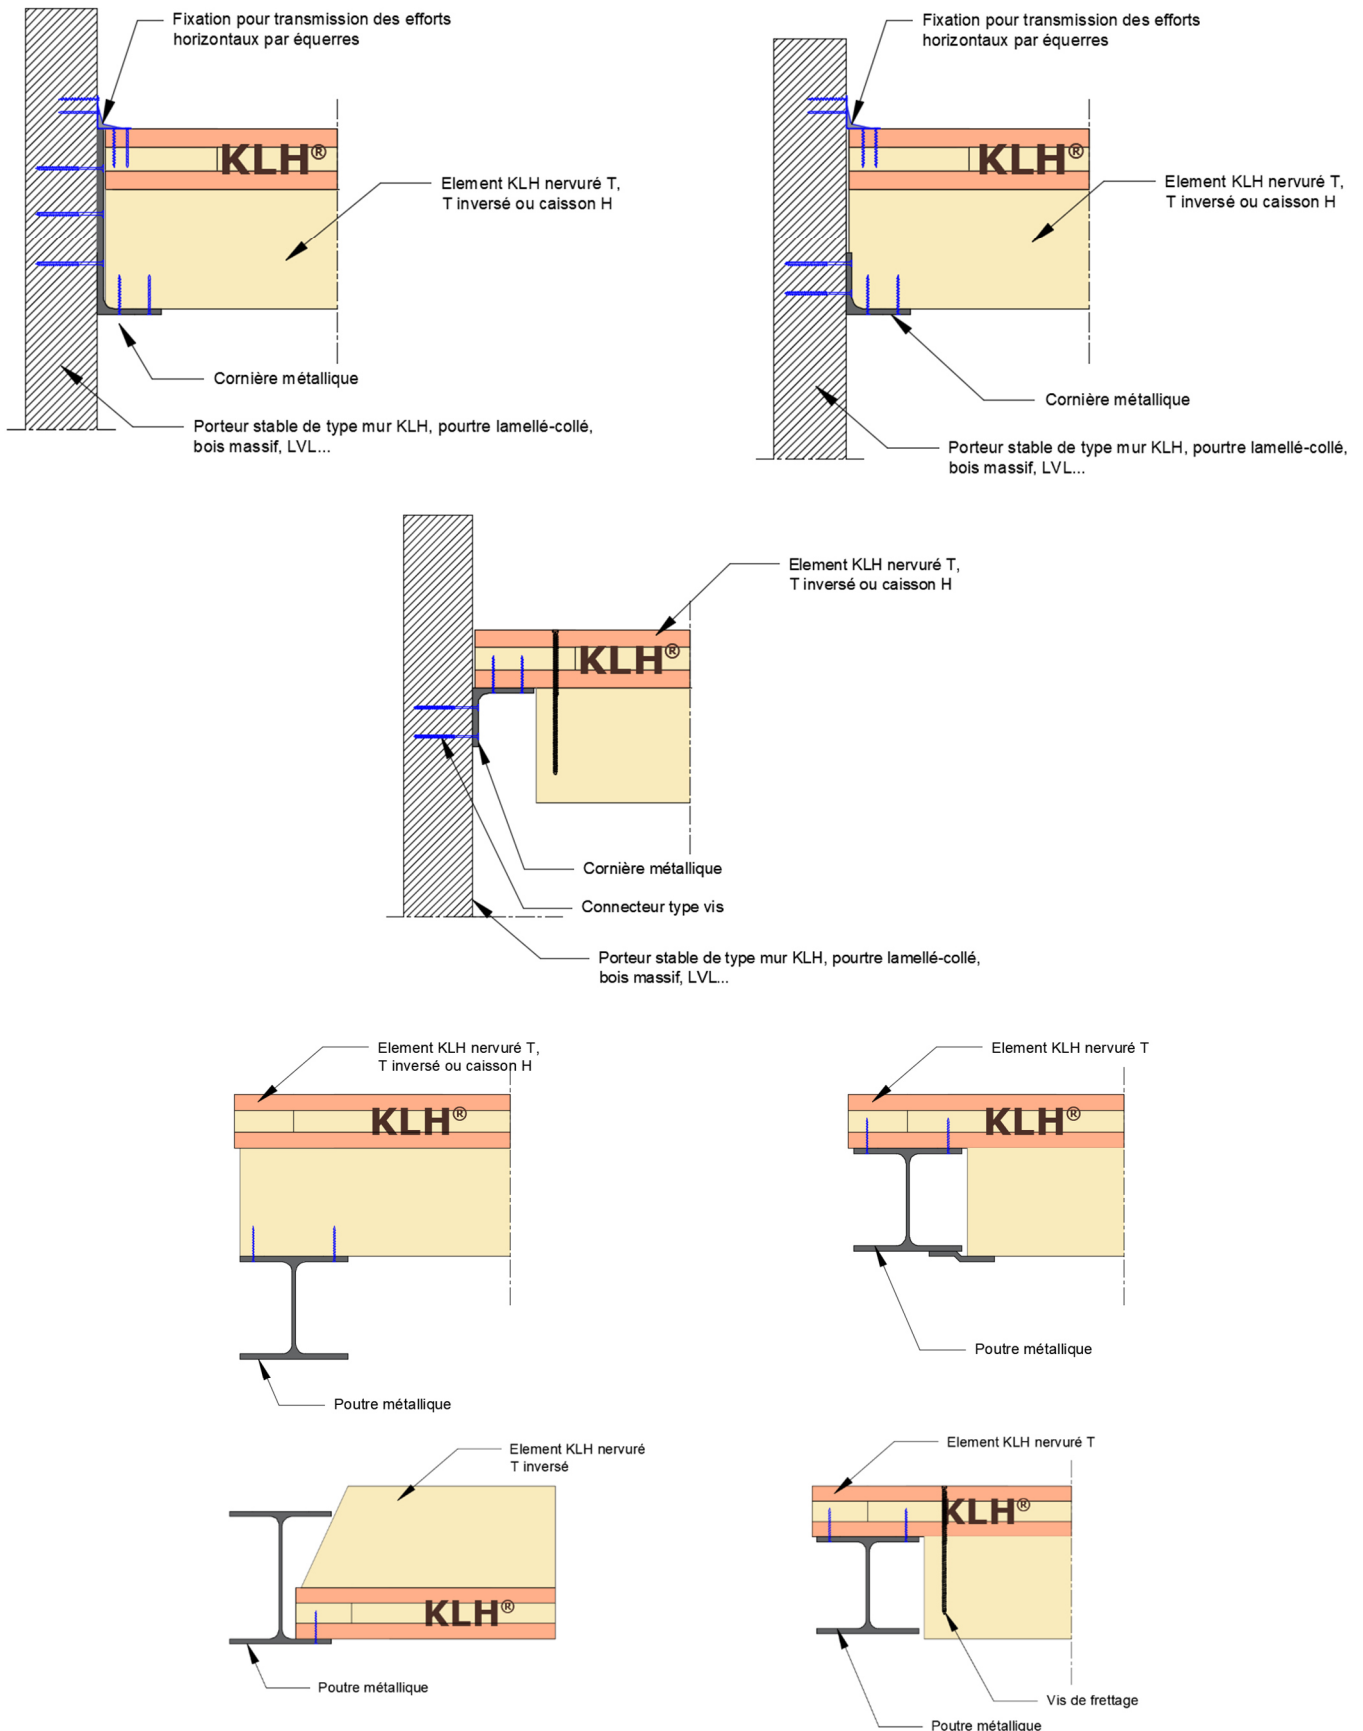 Fixation pour transmission des efforts
horizontaux par équerres
KLH®
Element KLH nervuré T,
T inversé ou caisson H
Cornière métallique
Porteur stable de type mur KLH, pourtre lamellé-collé,
bois massif, LVL...
Fixation pour transmission des efforts
horizontaux par équerres
KLH®
Element KLH nervuré T,
T inversé ou caisson H
Cornière métallique
Porteur stable de type mur KLH, pourtre lamellé-collé,
bois massif, LVL...
Element KLH nervuré T,
T inversé ou caisson H
KLH®
Cornière métallique
Connecteur type vis
Porteur stable de type mur KLH, pourtre lamellé-collé,
bois massif, LVL...
Element KLH nervuré T,
T inversé ou caisson H
KLH®
Poutre métallique
Element KLH nervuré T
KLH®
Poutre métallique
Element KLH nervuré
T inversé
KLH®
Poutre métallique
Element KLH nervuré T
KLH®
Vis de frettage
Poutre métallique